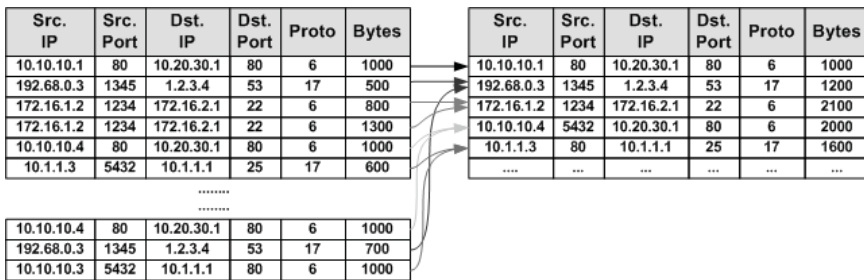 Src. IP Src. Port Dst. IP Dst. Port Proto Bytes
10.10.10.1 80 10.20.30.1 80 6 1000
192.68.0.3 1345 1.2.3.4 53 17 500
172.16.1.2 1234 172.16.2.1 22 6 800
172.16.1.2 1234 172.16.2.1 22 6 1300
10.10.10.4 80 10.20.30.1 80 6 1000
10.1.1.3 5432 10.1.1.1 25 17 600
........
........
10.10.10.4 80 10.20.30.1 80 6 1000
192.68.0.3 1345 1.2.3.4 53 17 700
10.10.10.3 5432 10.1.1.1 80 6 1000
Src. IP Src. Port Dst. IP Dst. Port Proto Bytes
10.10.10.1 80 10.20.30.1 80 6 1000
192.68.0.3 1345 1.2.3.4 53 17 1200
172.16.1.2 1234 172.16.2.1 22 6 2100
10.10.10.4 5432 10.20.30.1 80 6 2000
10.1.1.3 80 10.1.1.1 25 17 1600
.... ... ... ... ... ...